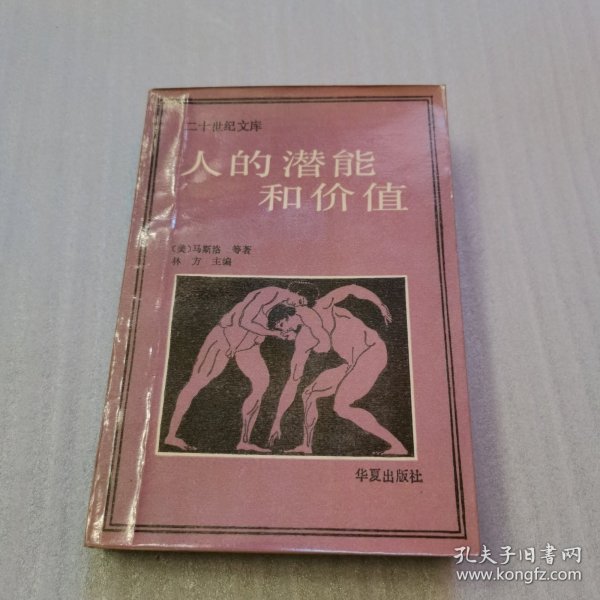 二十世纪文库
人的潜能
和价值
〔美〕马斯洛 等著
林 方 主编
华夏出版社
孔夫子旧书网
www.kongfz.com